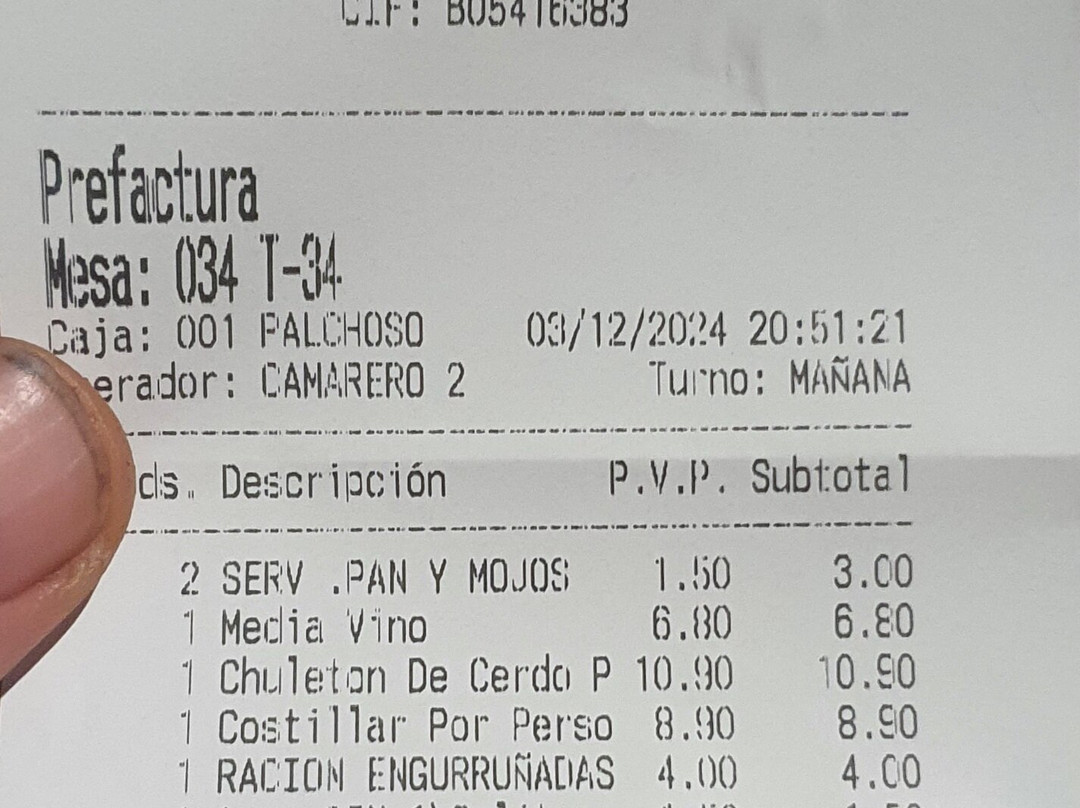 CIF: B05416383
Prefactura
Mesa: 034 T-34
Caja: 001 PALCHOSO 03/12/2024 20:51:21
erador: CAMARERO 2 Turno: MAÑANA
ds. Descripción P.V.P. Subtotal
2 SERV .PAN Y MOJOS 1.50 3.00
1 Media Vino 6.80 6.80
1 Chuleton De Cerdo P 10.90 10.90
1 Costillar Por Perso 8.90 8.90
1 RACION ENGURRUÑADAS 4.00 4.00